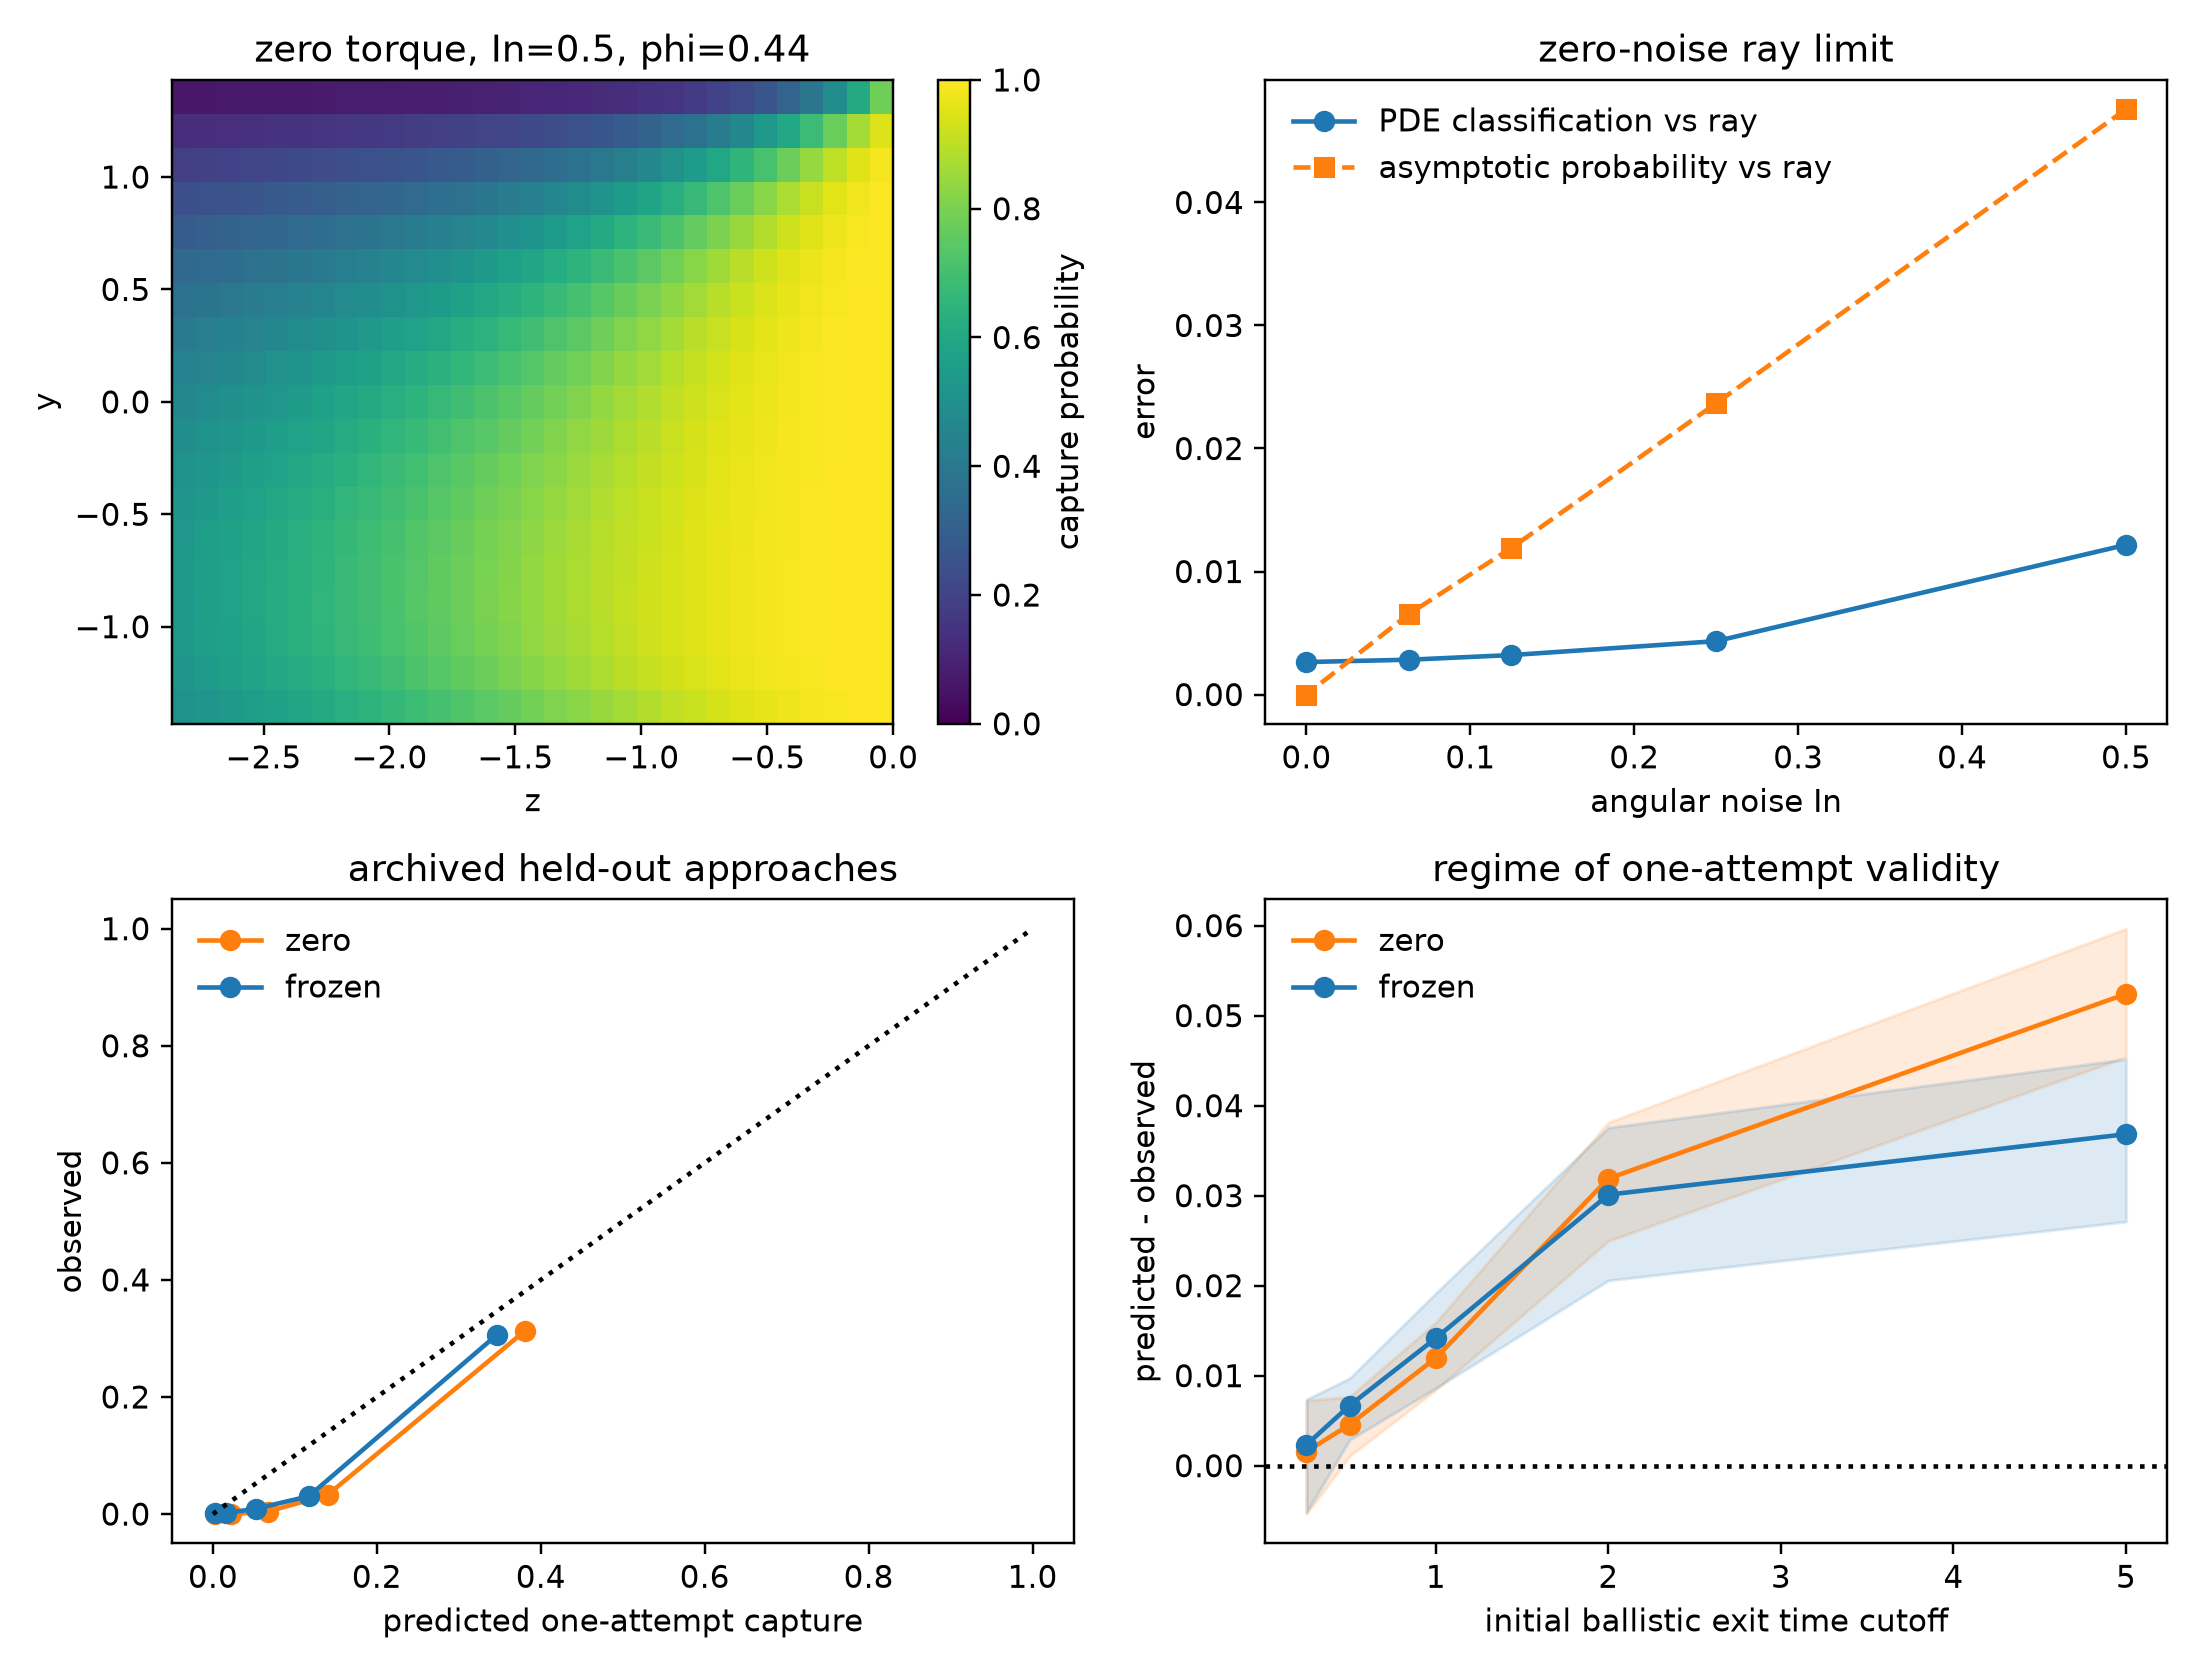 zero torque, In=0.5, phi=0.44
y
1.0
0.5
0.0
−0.5
−1.0
−2.5
−2.0
−1.5
−1.0
−0.5
0.0
z
1.0
0.8
0.6
0.4
0.2
0.0
capture probability
zero-noise ray limit
PDE classification vs ray
asymptotic probability vs ray
error
0.04
0.03
0.02
0.01
0.00
0.0
0.1
0.2
0.3
0.4
0.5
angular noise In
archived held-out approaches
zero
frozen
observed
1.0
0.8
0.6
0.4
0.2
0.0
0.0
0.2
0.4
0.6
0.8
1.0
predicted one-attempt capture
regime of one-attempt validity
zero
frozen
predicted - observed
0.06
0.05
0.04
0.03
0.02
0.01
0.00
1
2
3
4
5
initial ballistic exit time cutoff